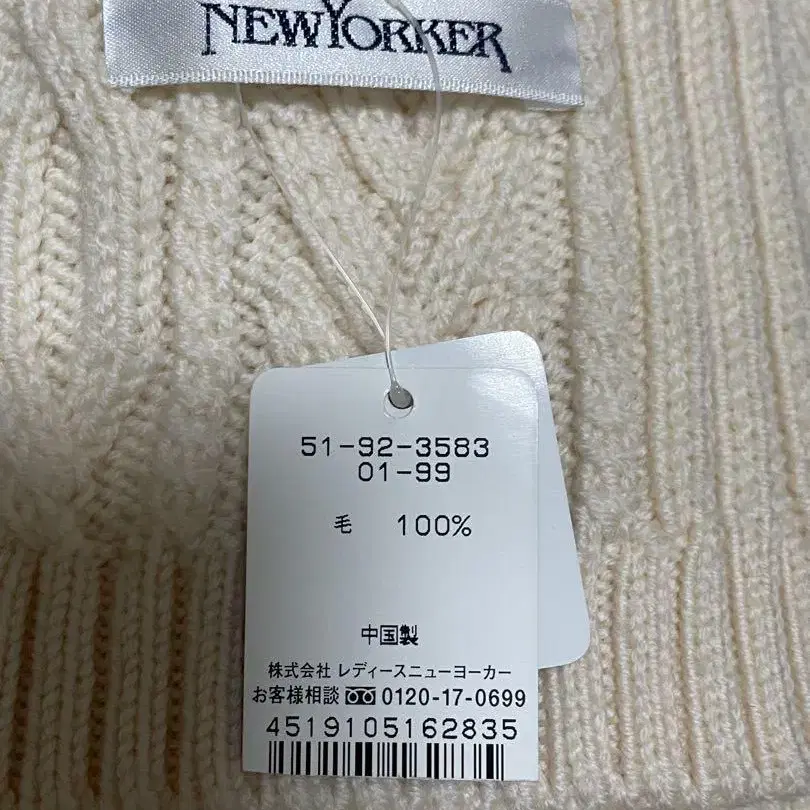 NEWYORKER
51-92-3583
01-99
毛 100%
中国製
株式会社 レディースニューヨーカー
お客様相談 0120-17-0699
4519105162835